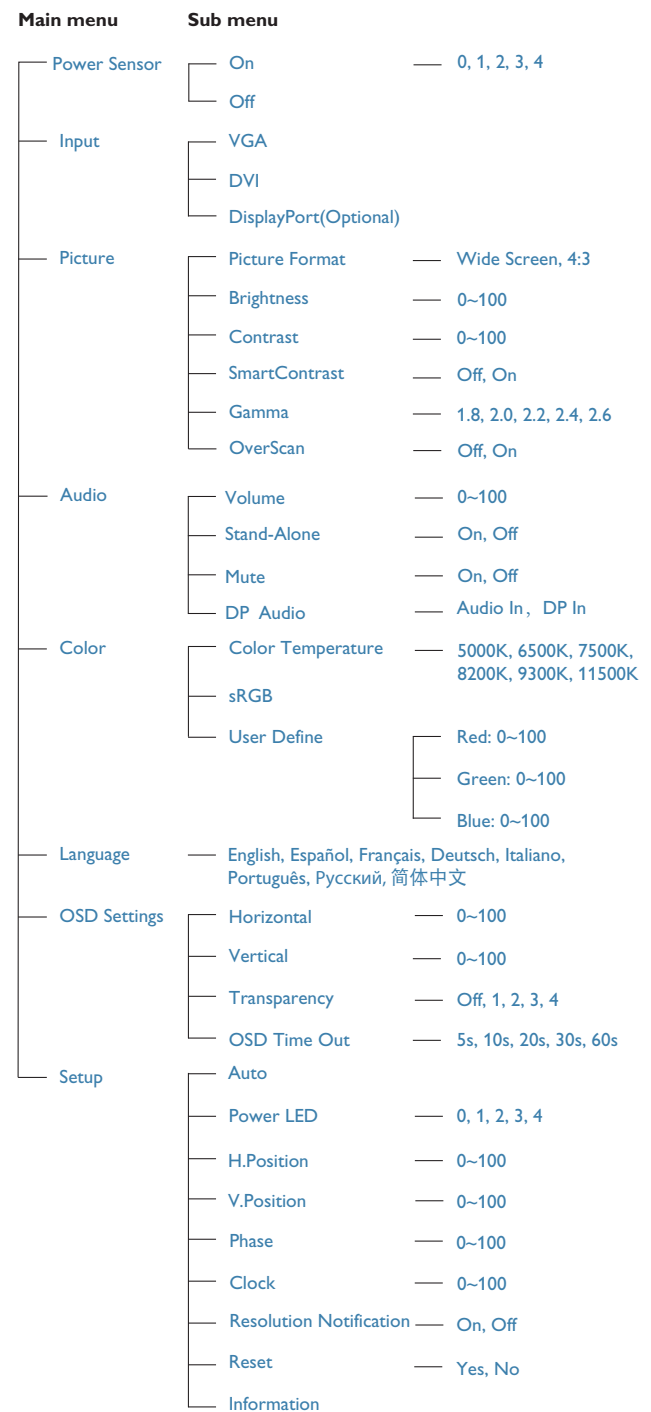 Main menu Sub menu
Power Sensor On 0, 1, 2, 3, 4
Off
Input VGA
DVI
DisplayPort(Optional)
Picture Picture Format Wide Screen, 4:3
Brightness 0~100
Contrast 0~100
SmartContrast Off, On
Gamma 1.8, 2.0, 2.2, 2.4, 2.6
OverScan Off, On
Audio Volume 0~100
Stand-Alone On, Off
Mute On, Off
DP Audio Audio In，DP In
Color Color Temperature 5000K, 6500K, 7500K,
8200K, 9300K, 11500K
sRGB
User Define Red: 0~100
Green: 0~100
Blue: 0~100
Language English, Español, Français, Deutsch, Italiano,
Português, Русский, 简体中文
OSD Settings Horizontal 0~100
Vertical 0~100
Transparency Off, 1, 2, 3, 4
OSD Time Out 5s, 10s, 20s, 30s, 60s
Setup Auto
Power LED 0, 1, 2, 3, 4
H.Position 0~100
V.Position 0~100
Phase 0~100
Clock 0~100
Resolution Notification On, Off
Reset Yes, No
Information